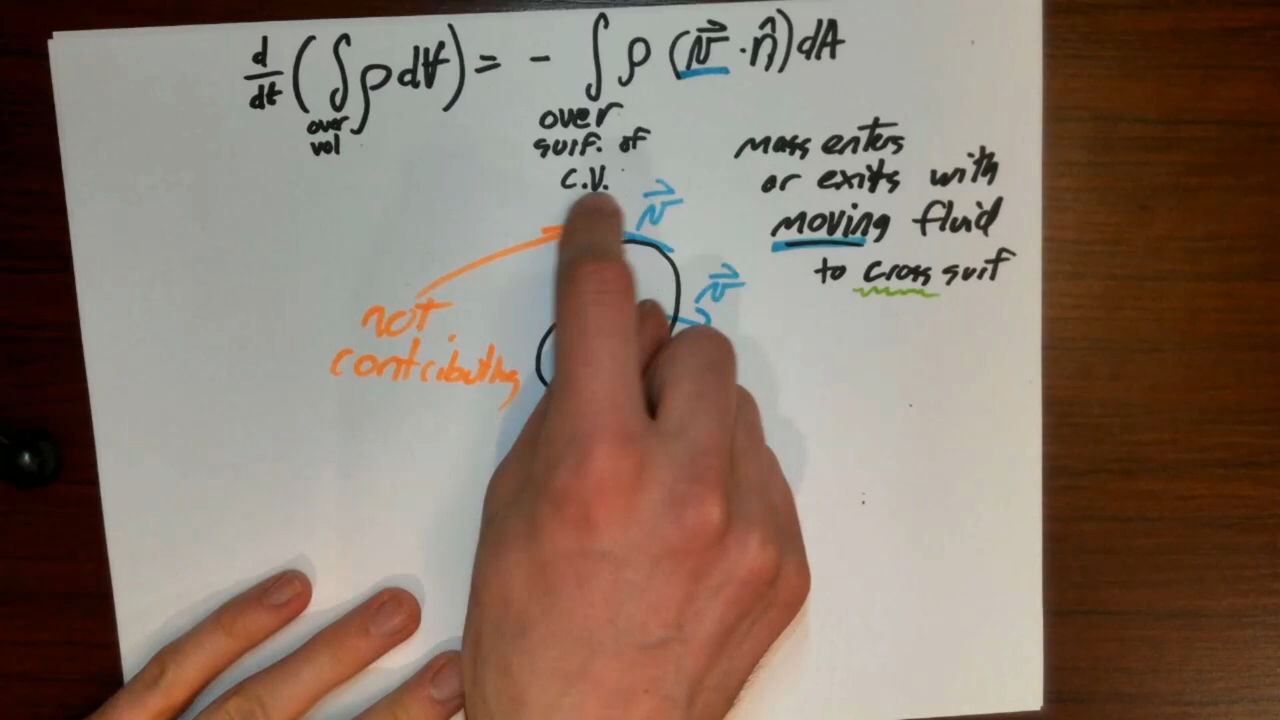 d/dt (∫ρdV) = - ∫ρ (v⃗ · n̂) dA
over vol
over surf. of C.V.
mass enters
or exits with
moving fluid
to cross surf
v⃗
v⃗
not
contributing